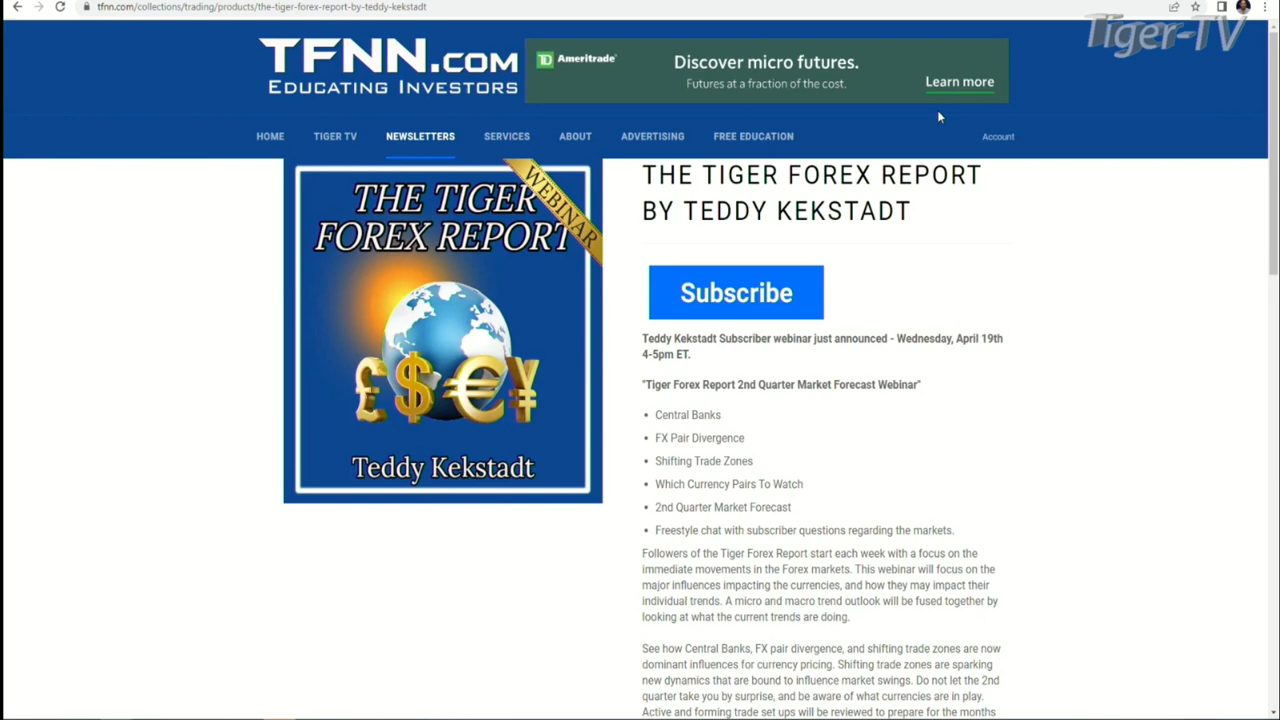 tfnn.com/collections/trading/products/the-tiger-forex-report-by-teddy-kekstadt
Tiger-TV
TFNN.COM
EDUCATING INVESTORS
TD Ameritrade
Discover micro futures.
Futures at a fraction of the cost.
Learn more
HOME TIGER TV NEWSLETTERS SERVICES ABOUT ADVERTISING FREE EDUCATION Account
THE TIGER
FOREX REPORT
WEBINAR
Teddy Kekstadt
THE TIGER FOREX REPORT
BY TEDDY KEKSTADT
Subscribe
Teddy Kekstadt Subscriber webinar just announced - Wednesday, April 19th
4-5pm ET.
"Tiger Forex Report 2nd Quarter Market Forecast Webinar"
• Central Banks
• FX Pair Divergence
• Shifting Trade Zones
• Which Currency Pairs To Watch
• 2nd Quarter Market Forecast
• Freestyle chat with subscriber questions regarding the markets.
Followers of the Tiger Forex Report start each week with a focus on the
immediate movements in the Forex markets. This webinar will focus on the
major influences impacting the currencies, and how they may impact their
individual trends. A micro and macro trend outlook will be fused together by
looking at what the current trends are doing.
See how Central Banks, FX pair divergence, and shifting trade zones are now
dominant influences for currency pricing. Shifting trade zones are sparking
new dynamics that are bound to influence market swings. Do not let the 2nd
quarter take you by surprise, and be aware of what currencies are in play.
Active and forming trade set ups will be reviewed to prepare for the months